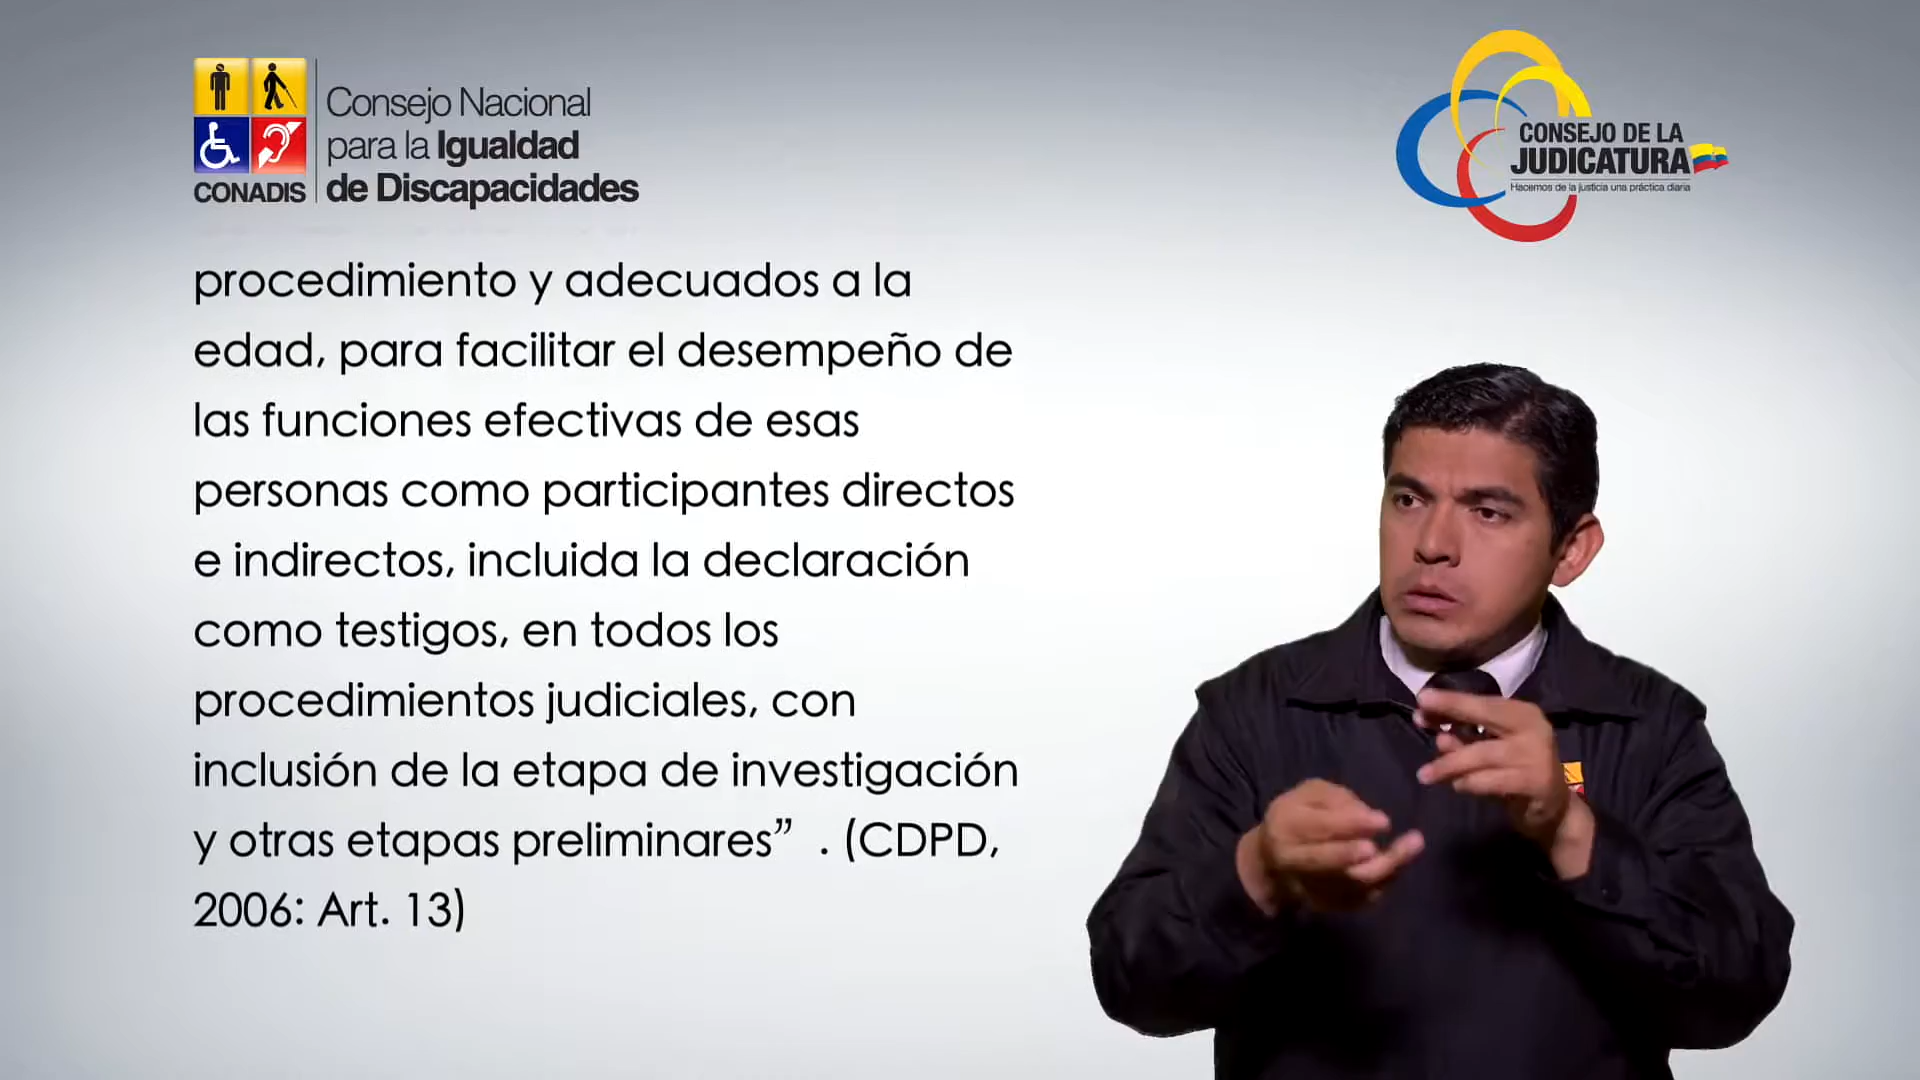 Consejo Nacional
para la Igualdad
de Discapacidades
CONADIS
CONSEJO DE LA
JUDICATURA
Hacemos de la justicia una práctica diaria
procedimiento y adecuados a la
edad, para facilitar el desempeño de
las funciones efectivas de esas
personas como participantes directos
e indirectos, incluida la declaración
como testigos, en todos los
procedimientos judiciales, con
inclusión de la etapa de investigación
y otras etapas preliminares” . (CDPD,
2006: Art. 13)